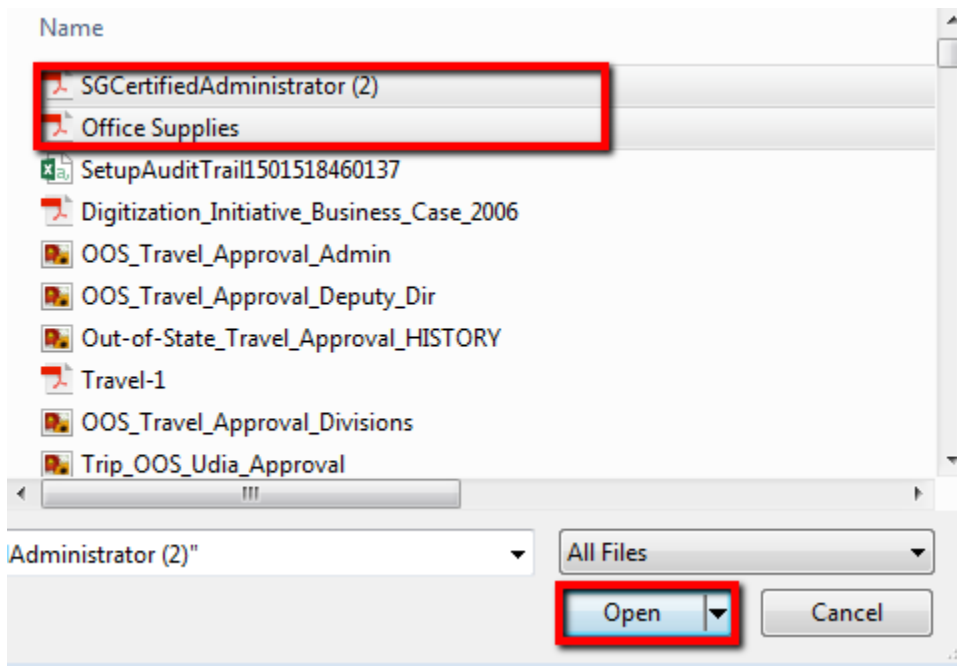 Name
SGCertifiedAdministrator (2)
Office Supplies
SetupAuditTrail1501518460137
Digitization_Initiative_Business_Case_2006
OOS_Travel_Approval_Admin
OOS_Travel_Approval_Deputy_Dir
Out-of-State_Travel_Approval_HISTORY
Travel-1
OOS_Travel_Approval_Divisions
Trip_OOS_Udia_Approval
Administrator (2)" All Files
Open Cancel